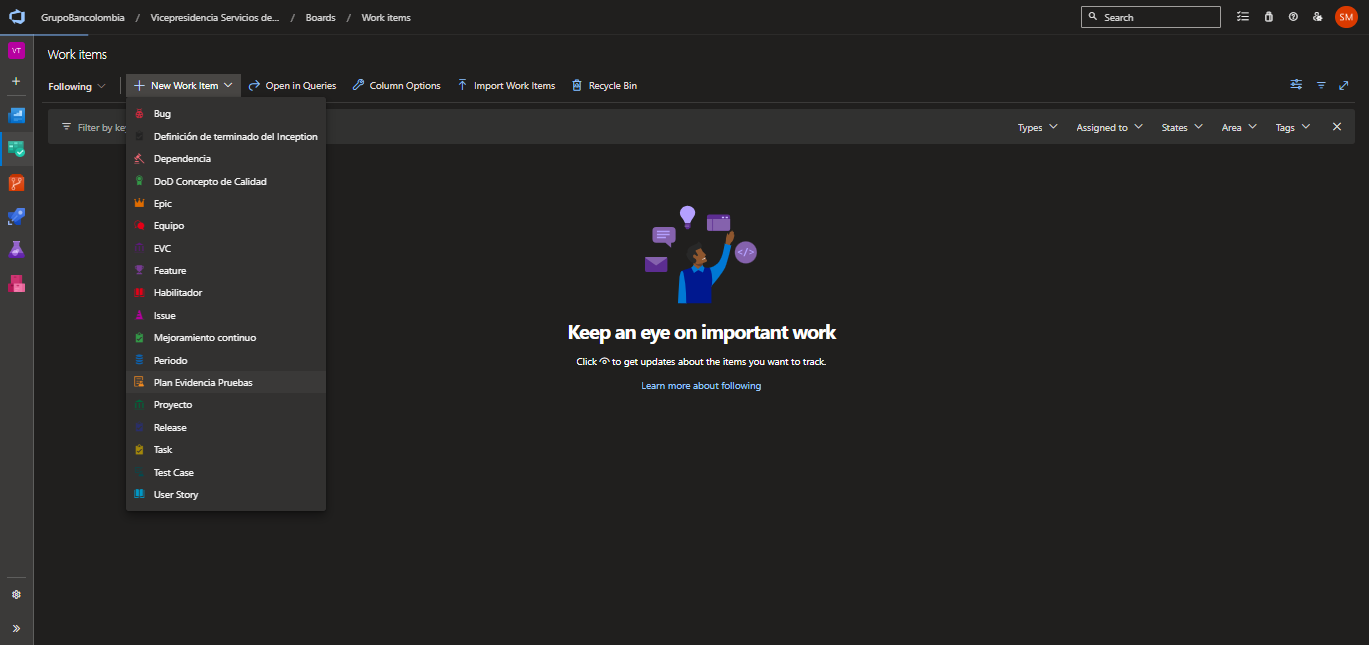 GrupoBancolombia / Vicepresidencia Servicios de... / Boards / Work items
Search
SM
VT
Work items
Following
New Work Item
Open in Queries
Column Options
Import Work Items
Recycle Bin
Filter by ke
Types
Assigned to
States
Area
Tags
Bug
Definición de terminado del Inception
Dependencia
DoD Concepto de Calidad
Epic
Equipo
EVC
Feature
Habilitador
Issue
Mejoramiento continuo
Periodo
Plan Evidencia Pruebas
Proyecto
Release
Task
Test Case
User Story
Keep an eye on important work
Click to get updates about the items you want to track.
Learn more about following